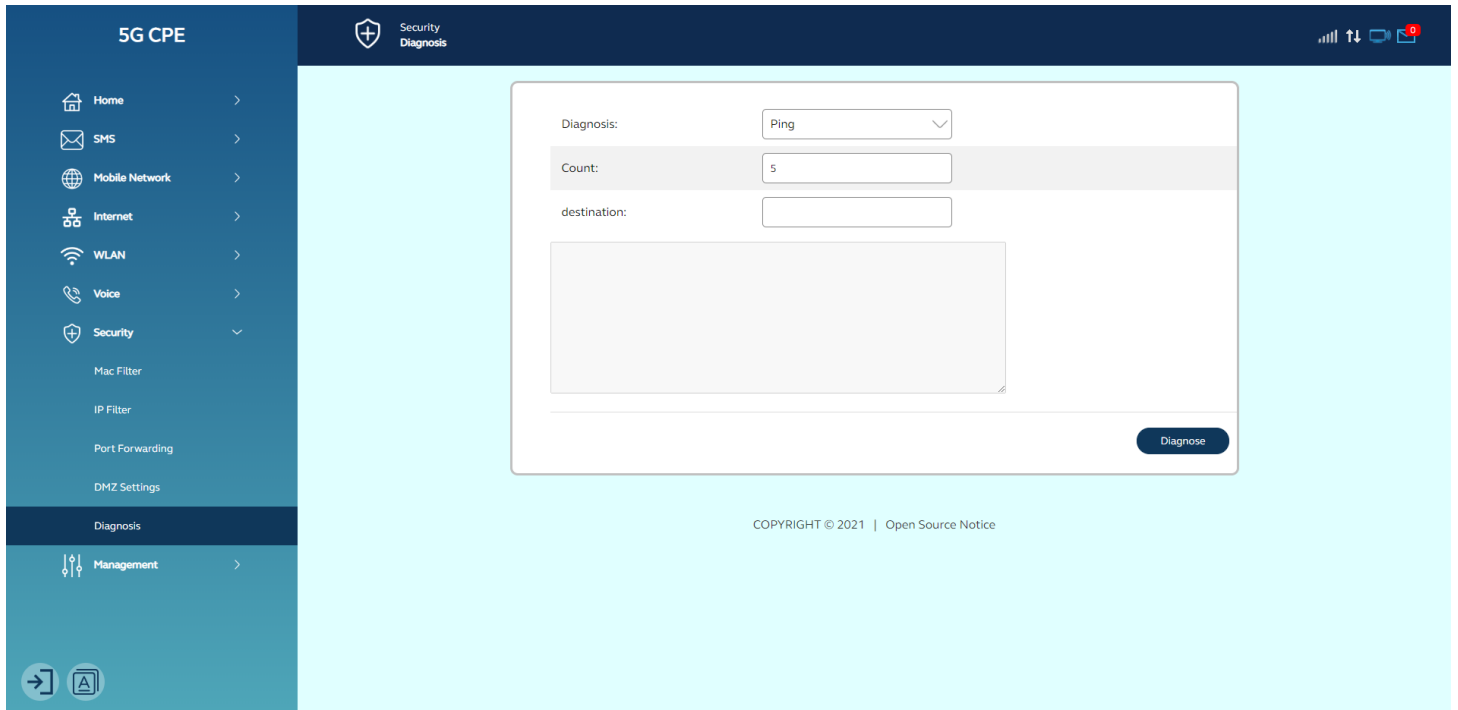 5G CPE
Security
Diagnosis
0
Home
SMS
Mobile Network
Internet
WLAN
Voice
Security
Mac Filter
IP Filter
Port Forwarding
DMZ Settings
Diagnosis
Management
A
Diagnosis: Ping
Count: 5
destination:
Diagnose
COPYRIGHT © 2021 | Open Source Notice